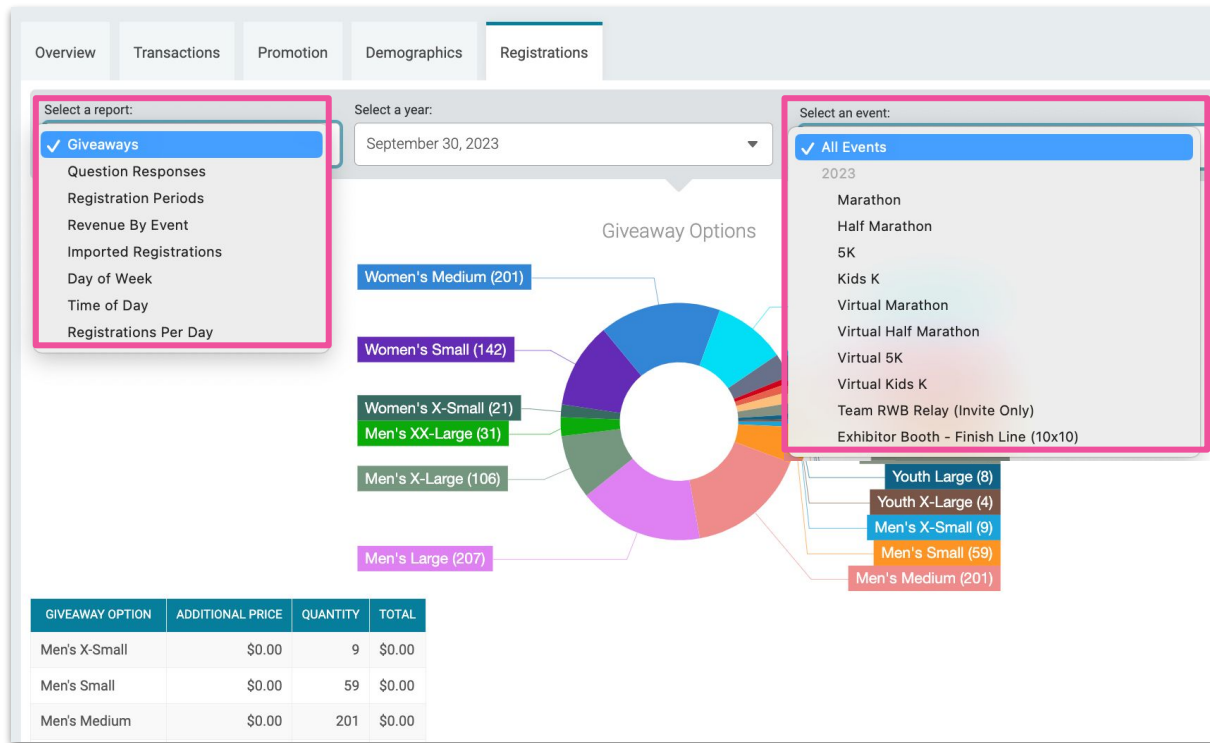 Overview Transactions Promotion Demographics Registrations
Select a report:
Giveaways
Question Responses
Registration Periods
Revenue By Event
Imported Registrations
Day of Week
Time of Day
Registrations Per Day
Select a year:
September 30, 2023
Select an event:
All Events
2023
Marathon
Half Marathon
5K
Kids K
Virtual Marathon
Virtual Half Marathon
Virtual 5K
Virtual Kids K
Team RWB Relay (Invite Only)
Exhibitor Booth - Finish Line (10x10)
Giveaway Options
Women's Medium (201)
Women's Small (142)
Women's X-Small (21)
Men's XX-Large (31)
Men's X-Large (106)
Men's Large (207)
Youth Large (8)
Youth X-Large (4)
Men's X-Small (9)
Men's Small (59)
Men's Medium (201)
GIVEAWAY OPTION ADDITIONAL PRICE QUANTITY TOTAL
Men's X-Small $0.00 9 $0.00
Men's Small $0.00 59 $0.00
Men's Medium $0.00 201 $0.00